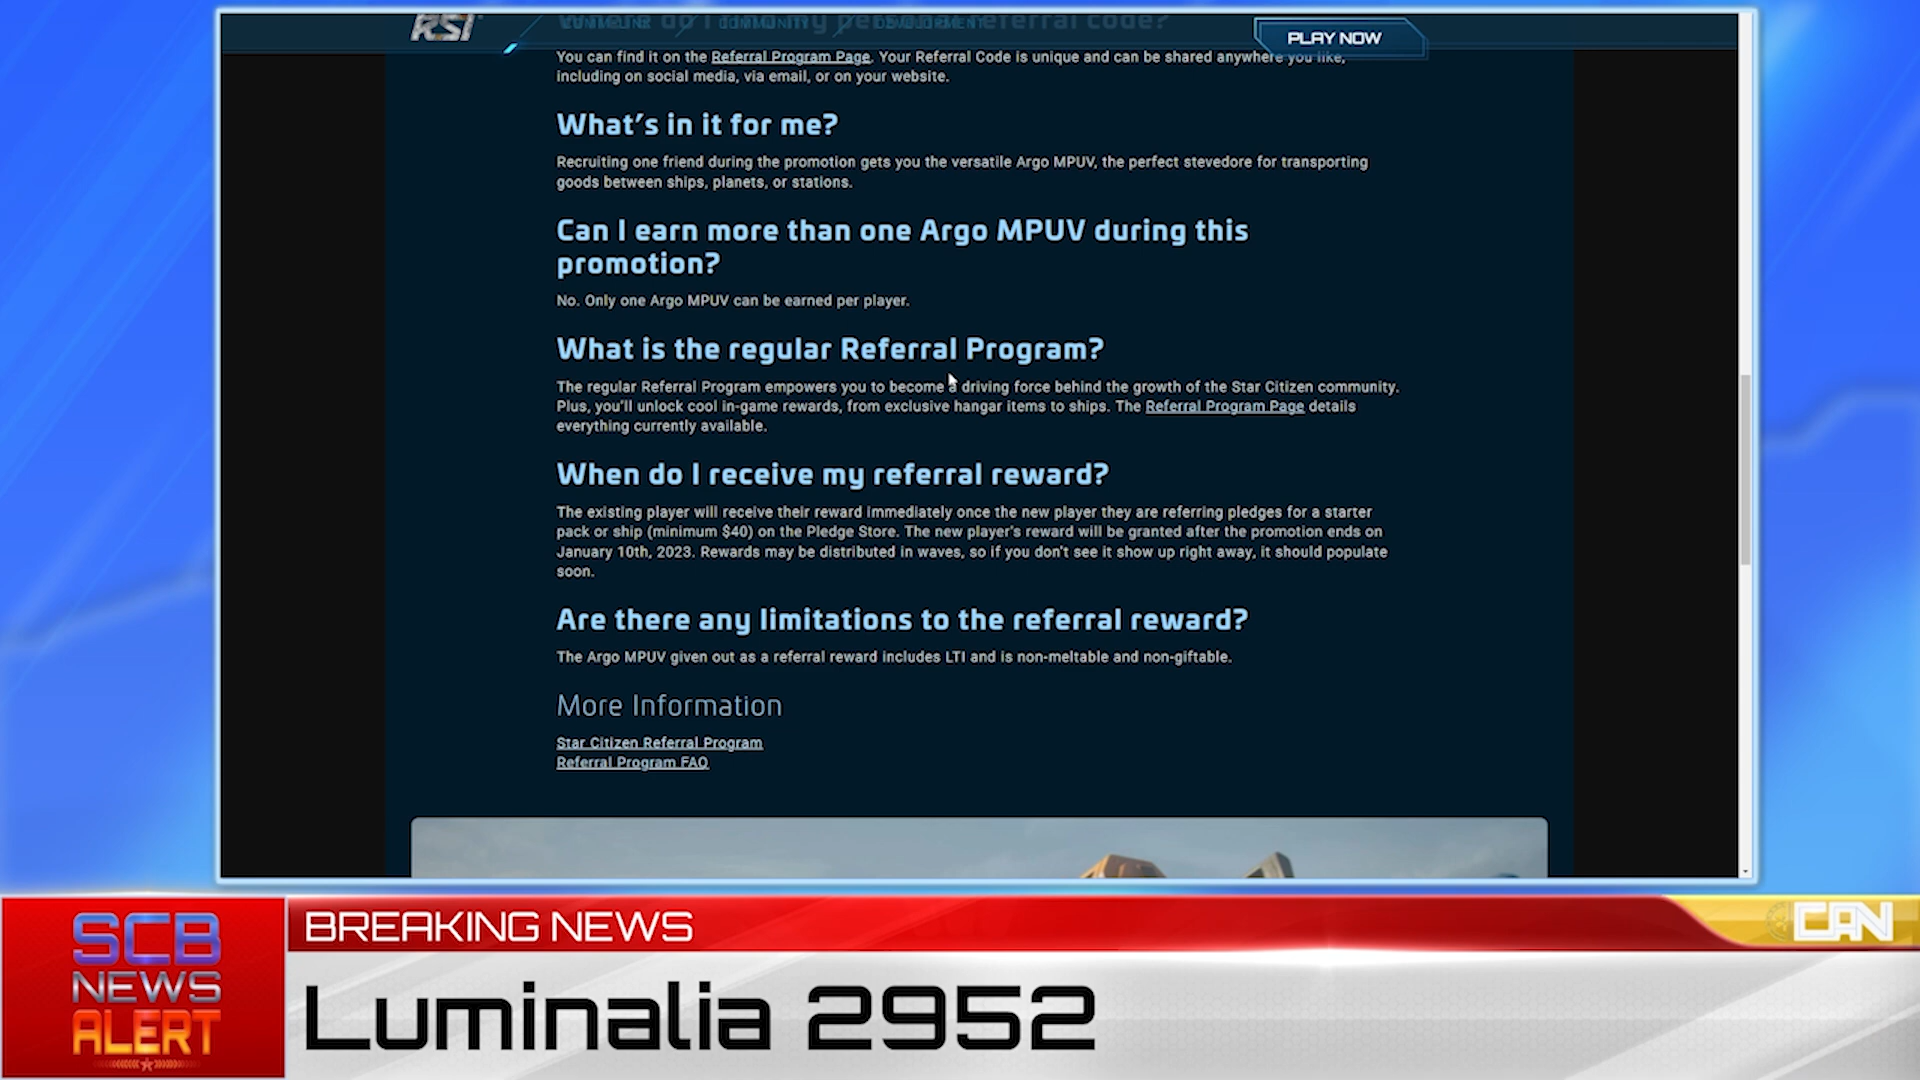 RSI
COMMUNITY
DEVELOPMENT
Where do I find my personal referral code?
PLAY NOW
You can find it on the Referral Program Page. Your Referral Code is unique and can be shared anywhere you like,
including on social media, via email, or on your website.
What's in it for me?
Recruiting one friend during the promotion gets you the versatile Argo MPUV, the perfect stevedore for transporting
goods between ships, planets, or stations.
Can I earn more than one Argo MPUV during this
promotion?
No. Only one Argo MPUV can be earned per player.
What is the regular Referral Program?
The regular Referral Program empowers you to become a driving force behind the growth of the Star Citizen community.
Plus, you'll unlock cool in-game rewards, from exclusive hangar items to ships. The Referral Program Page details
everything currently available.
When do I receive my referral reward?
The existing player will receive their reward immediately once the new player they are referring pledges for a starter
pack or ship (minimum $40) on the Pledge Store. The new player's reward will be granted after the promotion ends on
January 10th, 2023. Rewards may be distributed in waves, so if you don't see it show up right away, it should populate
soon.
Are there any limitations to the referral reward?
The Argo MPUV given out as a referral reward includes LTI and is non-meltable and non-giftable.
More Information
Star Citizen Referral Program
Referral Program FAQ
SCB
NEWS
ALERT
BREAKING NEWS
CAN
Luminalia 2952